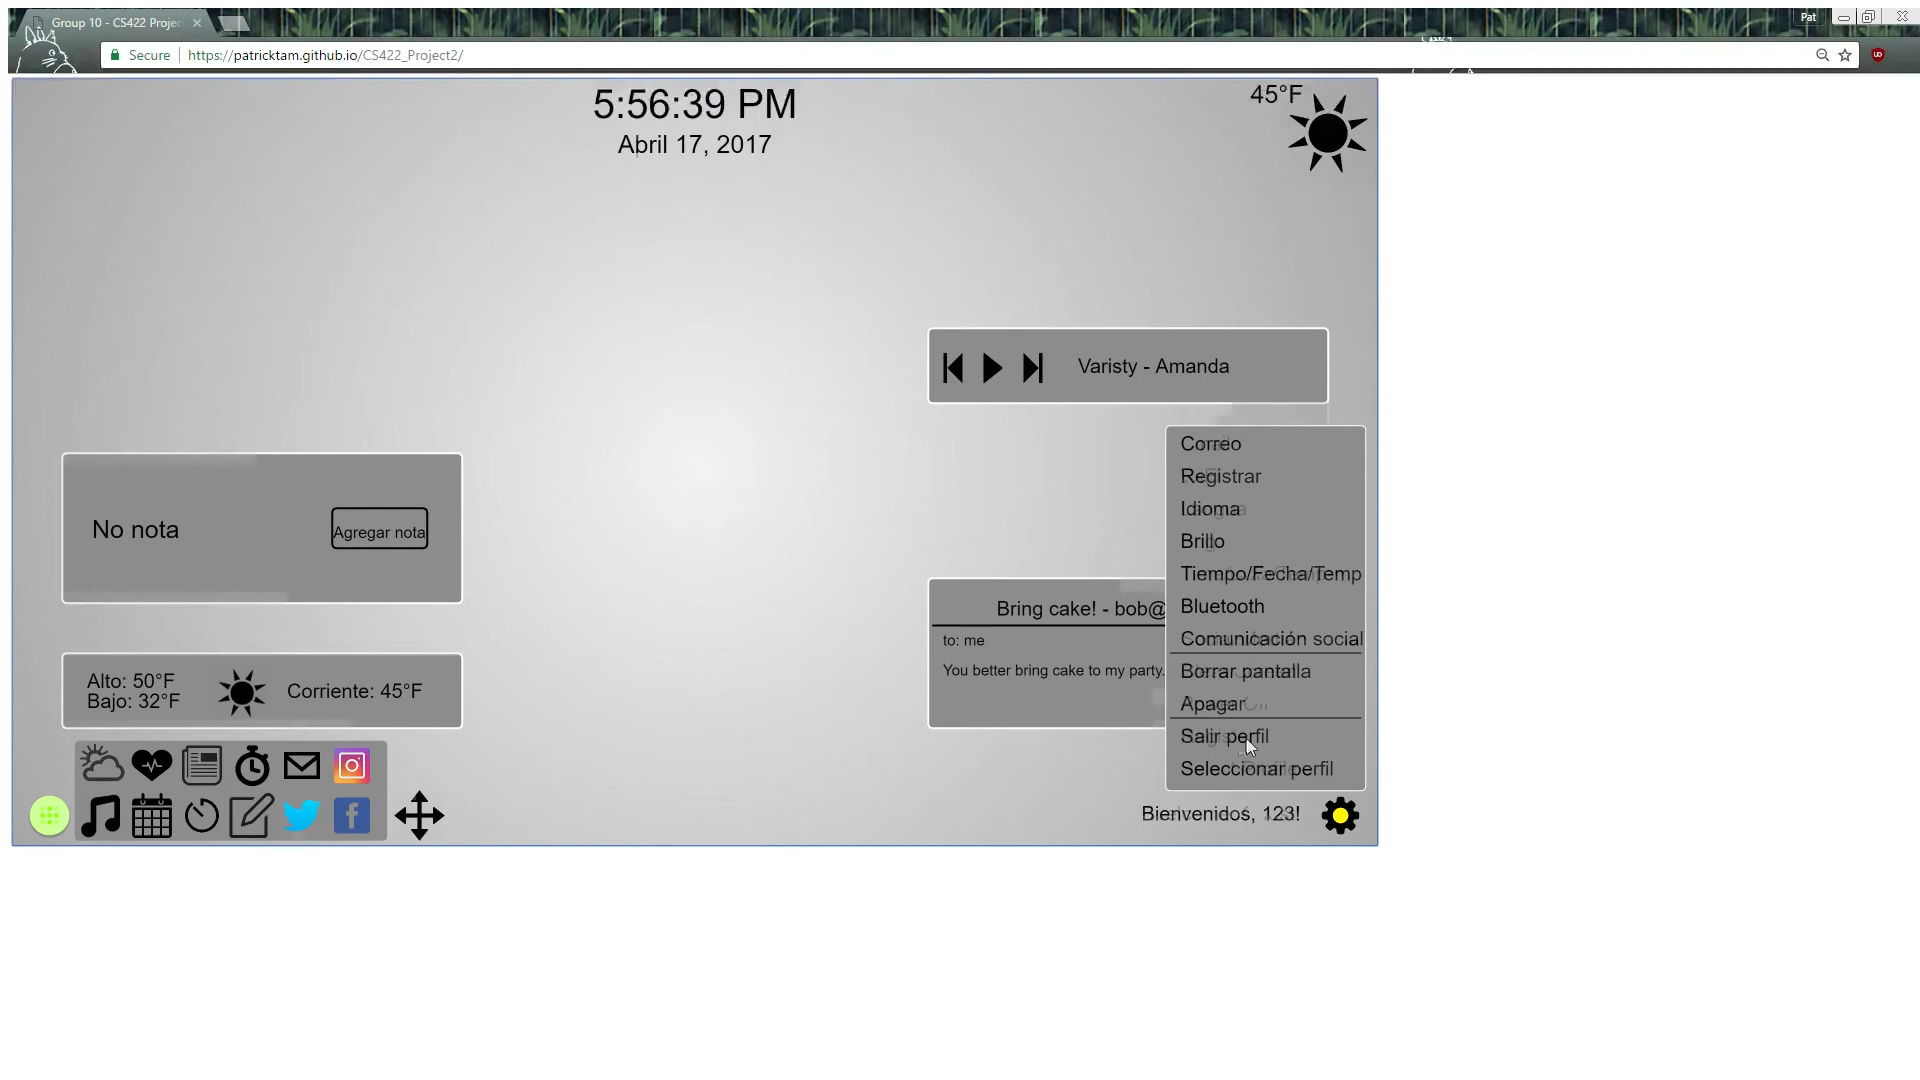 Group 10 - CS422 Projec
Pat
Secure
https://patricktam.github.io/CS422_Project2/
5:56:39 PM
Abril 17, 2017
45°F
Varisty - Amanda
Correo
Registrar
Idioma
Brillo
Tiempo/Fecha/Temp
Bluetooth
Comunicación social
Borrar pantalla
Apagar
Salir perfil
Seleccionar perfil
No nota
Agregar nota
Bring cake! - bob@
to: me
You better bring cake to my party.
Alto: 50°F
Bajo: 32°F
Corriente: 45°F
Bienvenidos, 123!